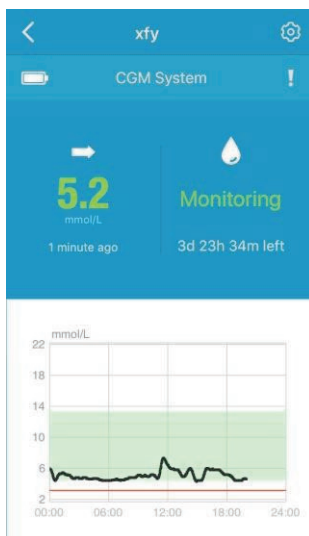 xfy
CGM System
!
5.2
mmol/L
1 minute ago
Monitoring
3d 23h 34m left
mmol/L
22
18
14
10
6
2
00:00 06:00 12:00 18:00 24:00